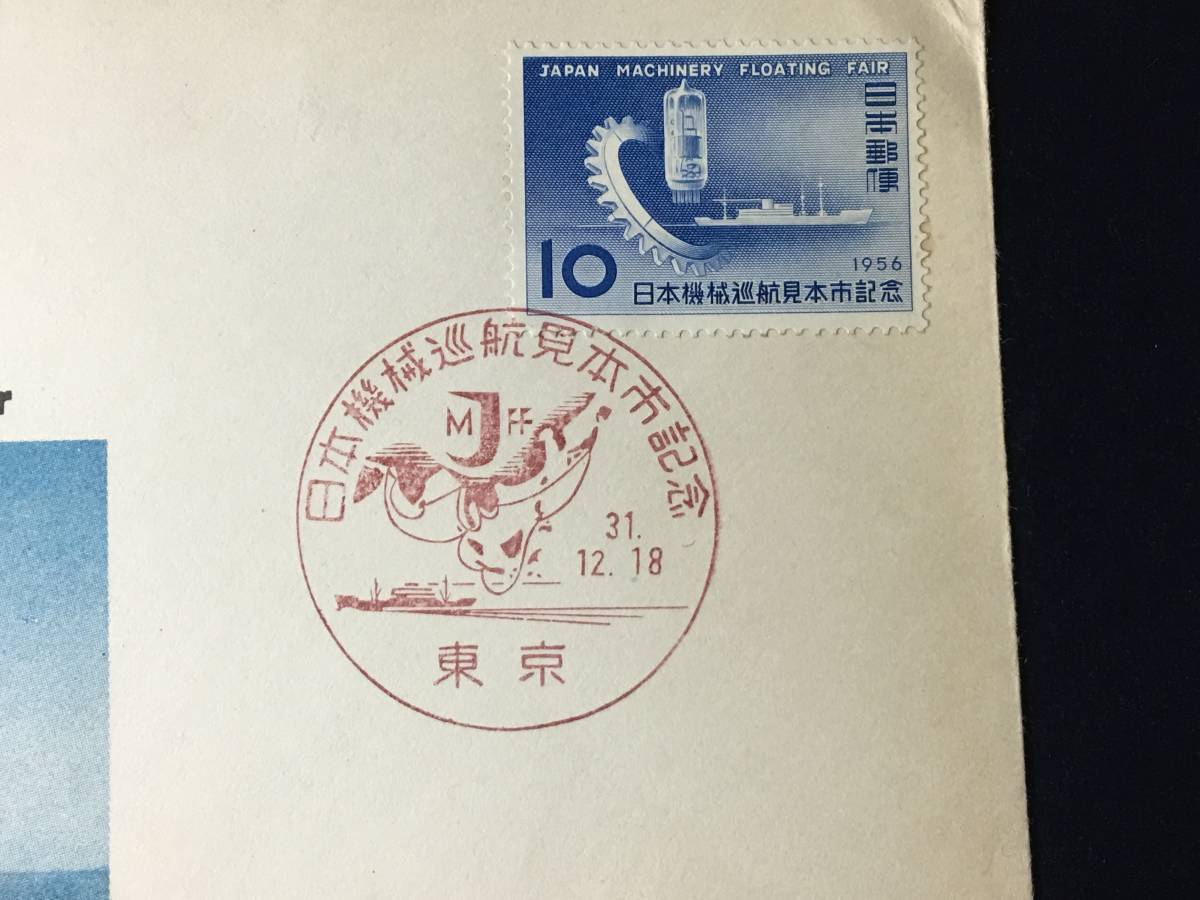 JAPAN MACHINERY FLOATING FAIR
日本郵便
1956
10
日本機械巡航見本市記念
日本機械巡航見本市記念
M J FF
31.
12. 18
東京
r